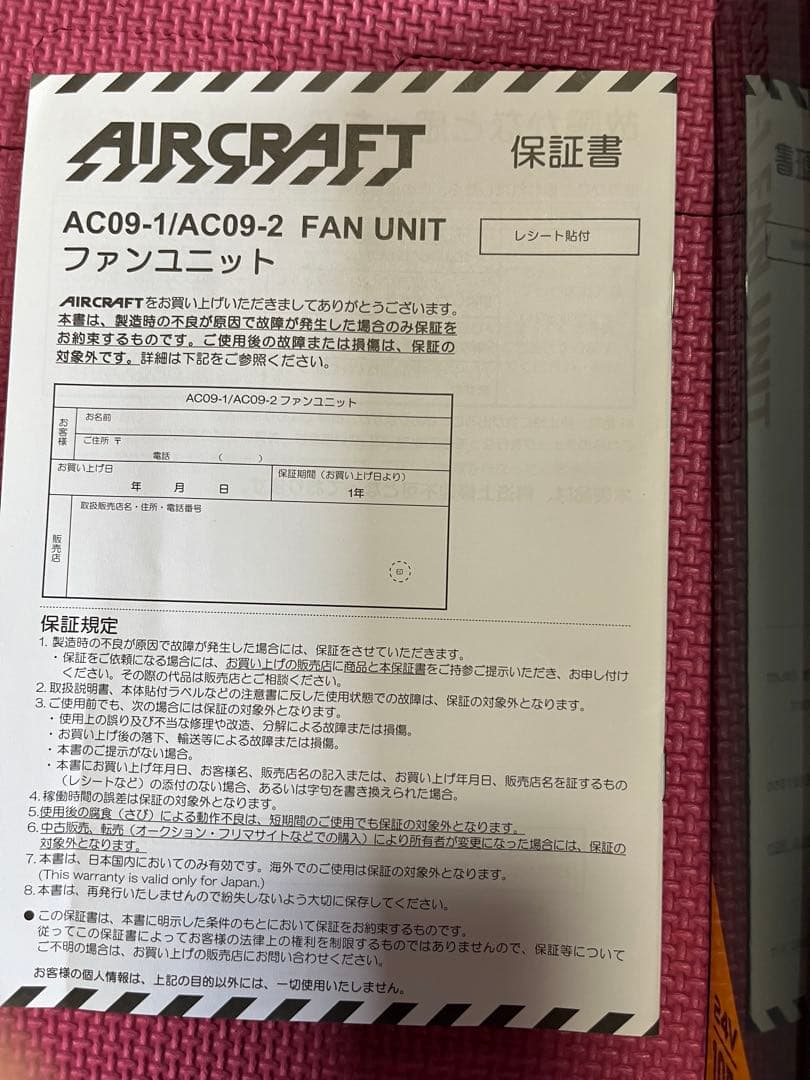 AIRCRAFT
保証書
AC09-1/AC09-2 FAN UNIT
ファンユニット
レシート貼付
AIRCRAFTをお買い上げいただきましてありがとうございます。
本書は、製造時の不良が原因で故障が発生した場合のみ保証を
お約束するものです。ご使用後の故障または損傷は、保証の
対象外です。詳細は下記をご参照ください。
AC09-1/AC09-2 ファンユニット
お客様
お名前
ご住所 〒
電話 ( )
お買い上げ日
年 月 日
保証期間（お買い上げ日より）
1年
販売店
取扱販売店名・住所・電話番号
印
保証規定
1. 製造時の不良が原因で故障が発生した場合には、保証をさせていただきます。
・保証をご依頼になる場合には、お買い上げの販売店に商品と本保証書をご持参ご提示いただき、お申し付け
ください。その際の代品は販売店とご相談ください。
2. 取扱説明書、本体貼付ラベルなどの注意書に反した使用状態での故障は、保証の対象外となります。
3. ご使用前でも、次の場合には保証の対象外となります。
・使用上の誤り及び不当な修理や改造、分解による故障または損傷。
・お買い上げ後の落下、輸送等による故障または損傷。
・本書のご提示がない場合。
・本書にお買い上げ年月日、お客様名、販売店名の記入または、お買い上げ年月日、販売店名を証するもの
（レシートなど）の添付のない場合、あるいは字句を書き換えられた場合。
4. 稼働時間の誤差は保証の対象外となります。
5. 使用後の腐食（さび）による動作不良は、短期間のご使用でも保証の対象外となります。
6. 中古販売、転売（オークション・フリマサイトなどでの購入）により所有者が変更になった場合には、保証の
対象外となります。
7. 本書は、日本国内においてのみ有効です。海外でのご使用は保証の対象外となります。
(This warranty is valid only for Japan.)
8. 本書は、再発行いたしませんので紛失しないよう大切に保存してください。
● この保証書は、本書に明示した条件のもとにおいて保証をお約束するものです。
従ってこの保証書によってお客様の法律上の権利を制限するものではありませんので、保証等について
ご不明の場合は、お買い上げの販売店にお問い合わせください。
お客様の個人情報は、上記の目的以外には、一切使用いたしません。
24V